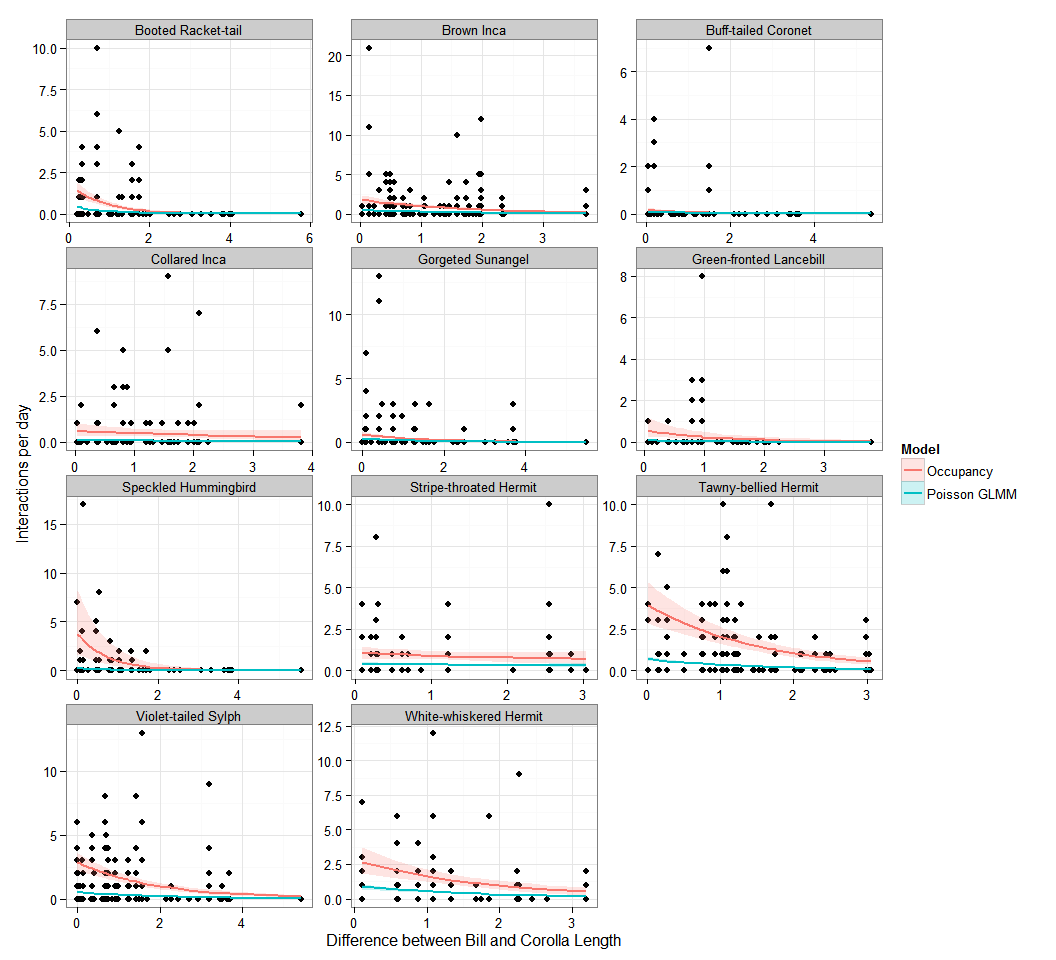 Booted Racket-tail
Brown Inca
Buff-tailed Coronet
10.0
7.5
5.0
2.5
0.0
0 2 4 6
20
15
10
5
0
0 1 2 3
6
4
2
0
0 2 4
Collared Inca
Gorgeted Sunangel
Green-fronted Lancebill
7.5
5.0
2.5
0.0
0 1 2 3 4
10
5
0
0 2 4
8
6
4
2
0
0 1 2 3
Speckled Hummingbird
Stripe-throated Hermit
Tawny-bellied Hermit
15
10
5
0
0 2 4
10.0
7.5
5.0
2.5
0.0
0 1 2 3
10.0
7.5
5.0
2.5
0.0
0 1 2 3
Violet-tailed Sylph
White-whiskered Hermit
10
5
0
0 2 4
12.5
10.0
7.5
5.0
2.5
0.0
0 1 2 3
Interactions per day
Difference between Bill and Corolla Length
Model
Occupancy
Poisson GLMM